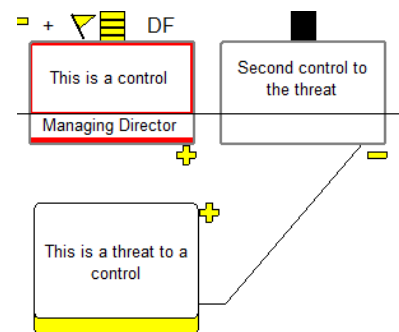 + DF
This is a control
Managing Director
Second control to
the threat
This is a threat to a
control